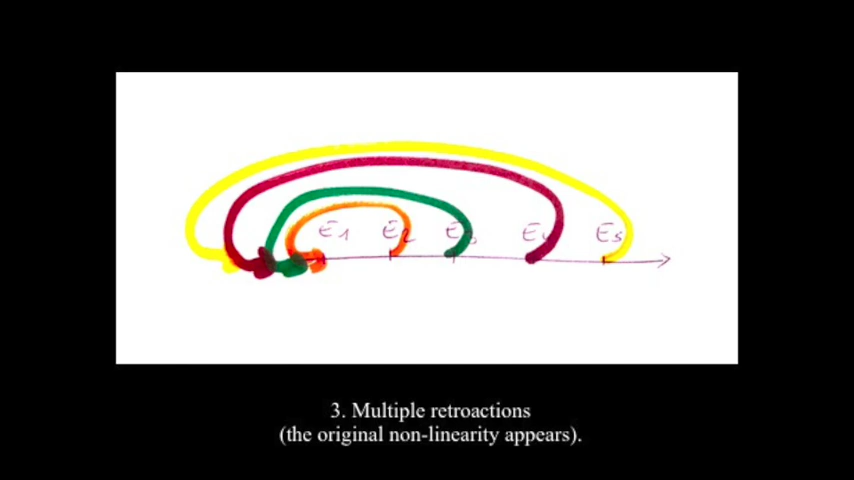 E1 E2 E3 E4 E5
3. Multiple retroactions
(the original non-linearity appears).